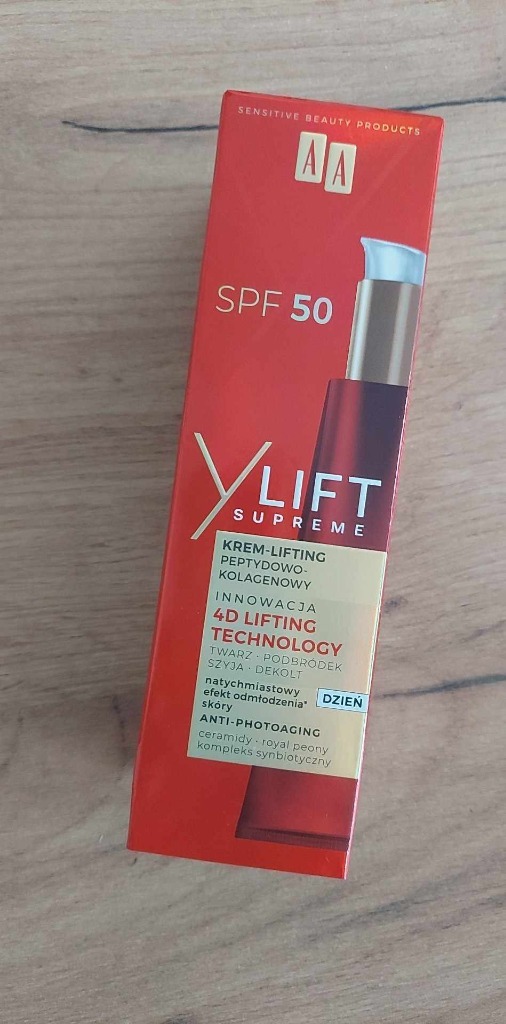 SENSITIVE BEAUTY PRODUCTS
AA
SPF 50
Y LIFT
SUPREME
KREM-LIFTING
PEPTYDOWO-
KOLAGENOWY
INNOWACJA
4D LIFTING
TECHNOLOGY
TWARZ · PODBRÓDEK
SZYJA · DEKOLT
natychmiastowy
efekt odmłodzenia*
skóry
DZIEŃ
ANTI-PHOTOAGING
ceramidy · royal peony
kompleks synbiotyczny